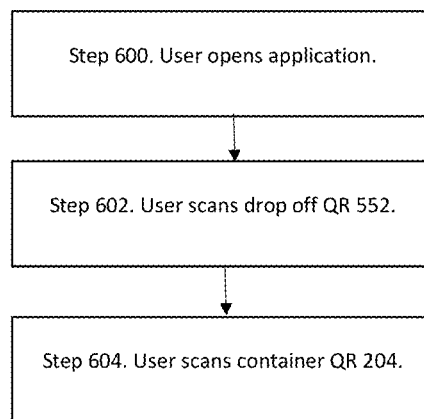 Step 600. User opens application.
Step 602. User scans drop off QR 552.
Step 604. User scans container QR 204.